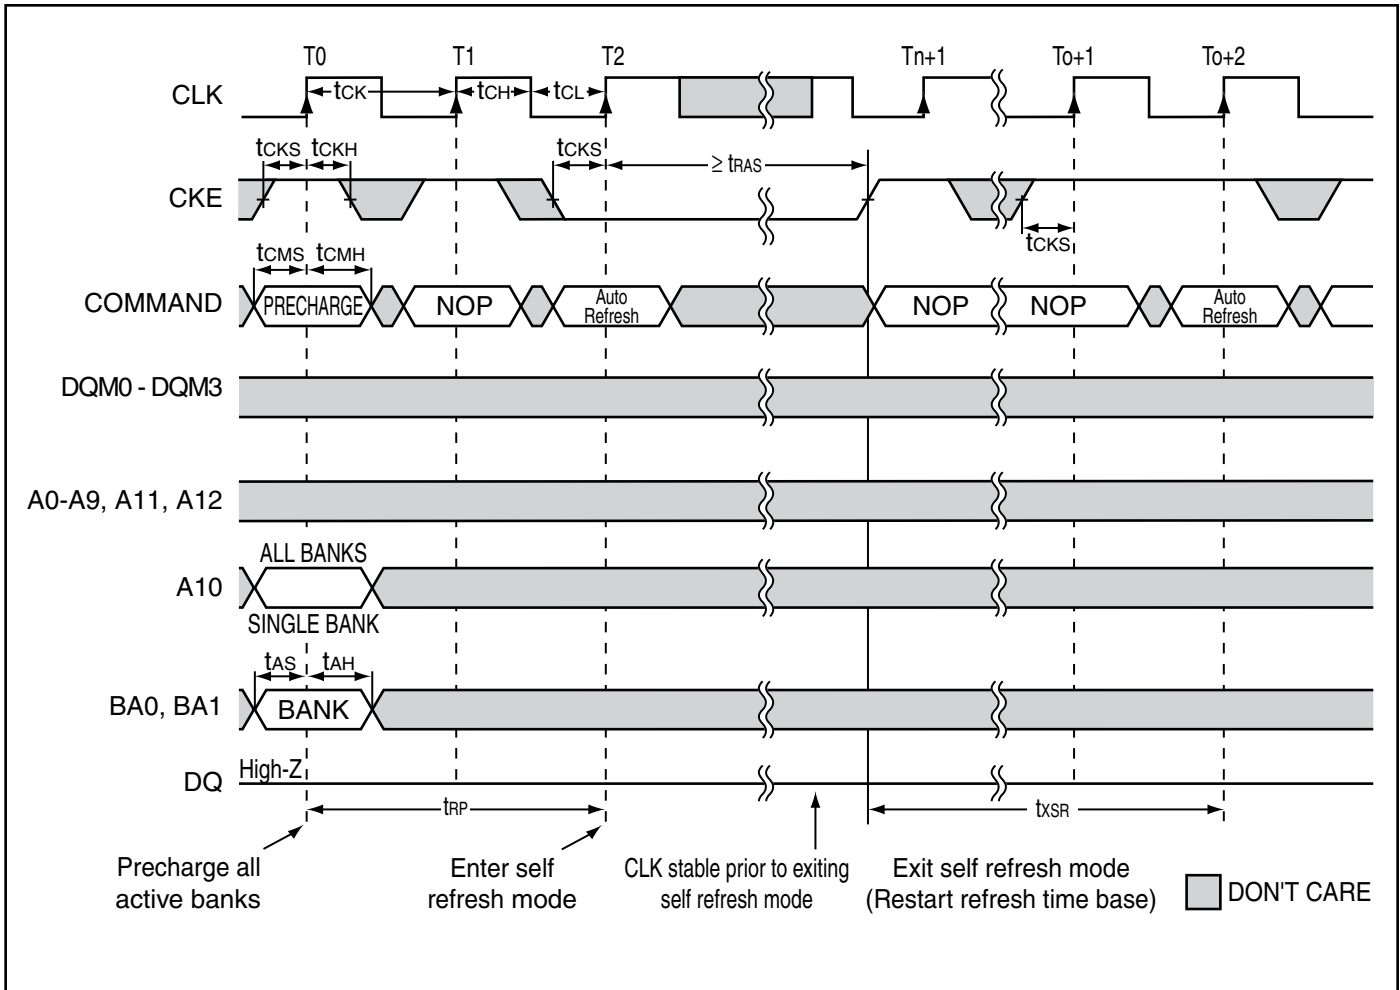 T0 T1 T2 Tn+1 To+1 To+2
CLK tCK tCH tCL
tCKS tCKH tCKS ≥ tRAS
CKE
tCKS
tCMS tCMH
COMMAND PRECHARGE NOP Auto Refresh NOP NOP Auto Refresh
DQM0 - DQM3
A0-A9, A11, A12
ALL BANKS
A10
SINGLE BANK
tAS tAH
BA0, BA1 BANK
High-Z
DQ
tRP tXSR
Precharge all
active banks
Enter self
refresh mode
CLK stable prior to exiting
self refresh mode
Exit self refresh mode
(Restart refresh time base)
DON'T CARE